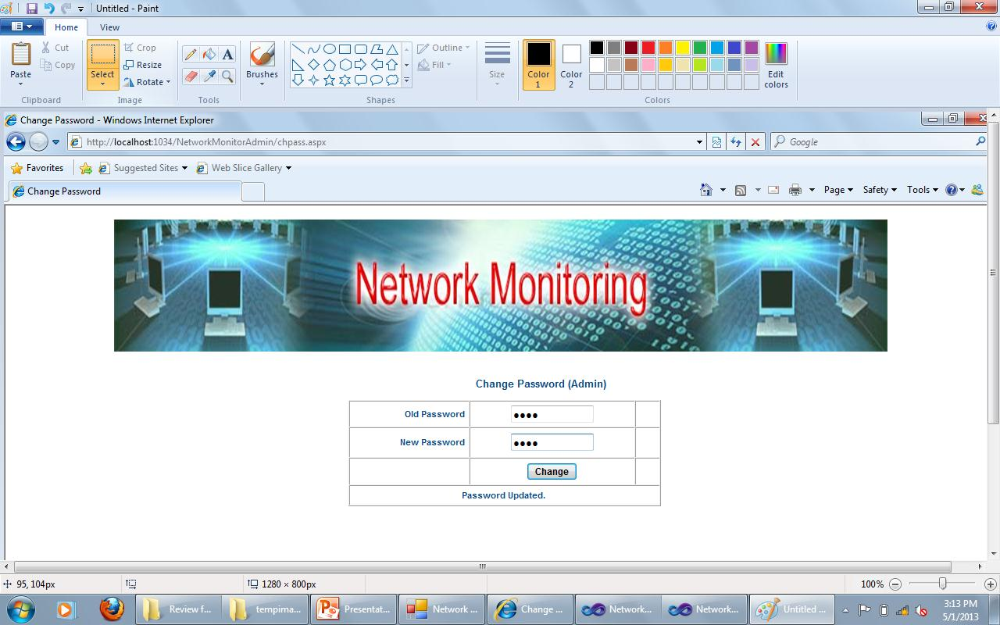 Untitled - Paint
Home View
Paste
Cut
Copy
Clipboard
Select
Crop
Resize
Rotate
Image
A
Tools
Brushes
Shapes
Outline
Fill
Size
Color 1
Color 2
Edit colors
Colors
Change Password - Windows Internet Explorer
http://localhost:1034/NetworkMonitorAdmin/chpass.aspx
Google
Favorites Suggested Sites Web Slice Gallery
Change Password
Page Safety Tools
Network Monitoring
Change Password (Admin)
Old Password ●●●●
New Password ●●●●
Change
Password Updated.
95, 104px 1280 × 800px 100%
Review f... tempima... Presentat... Network ... Change ... Network... Network... Untitled ... 3:13 PM
5/1/2013